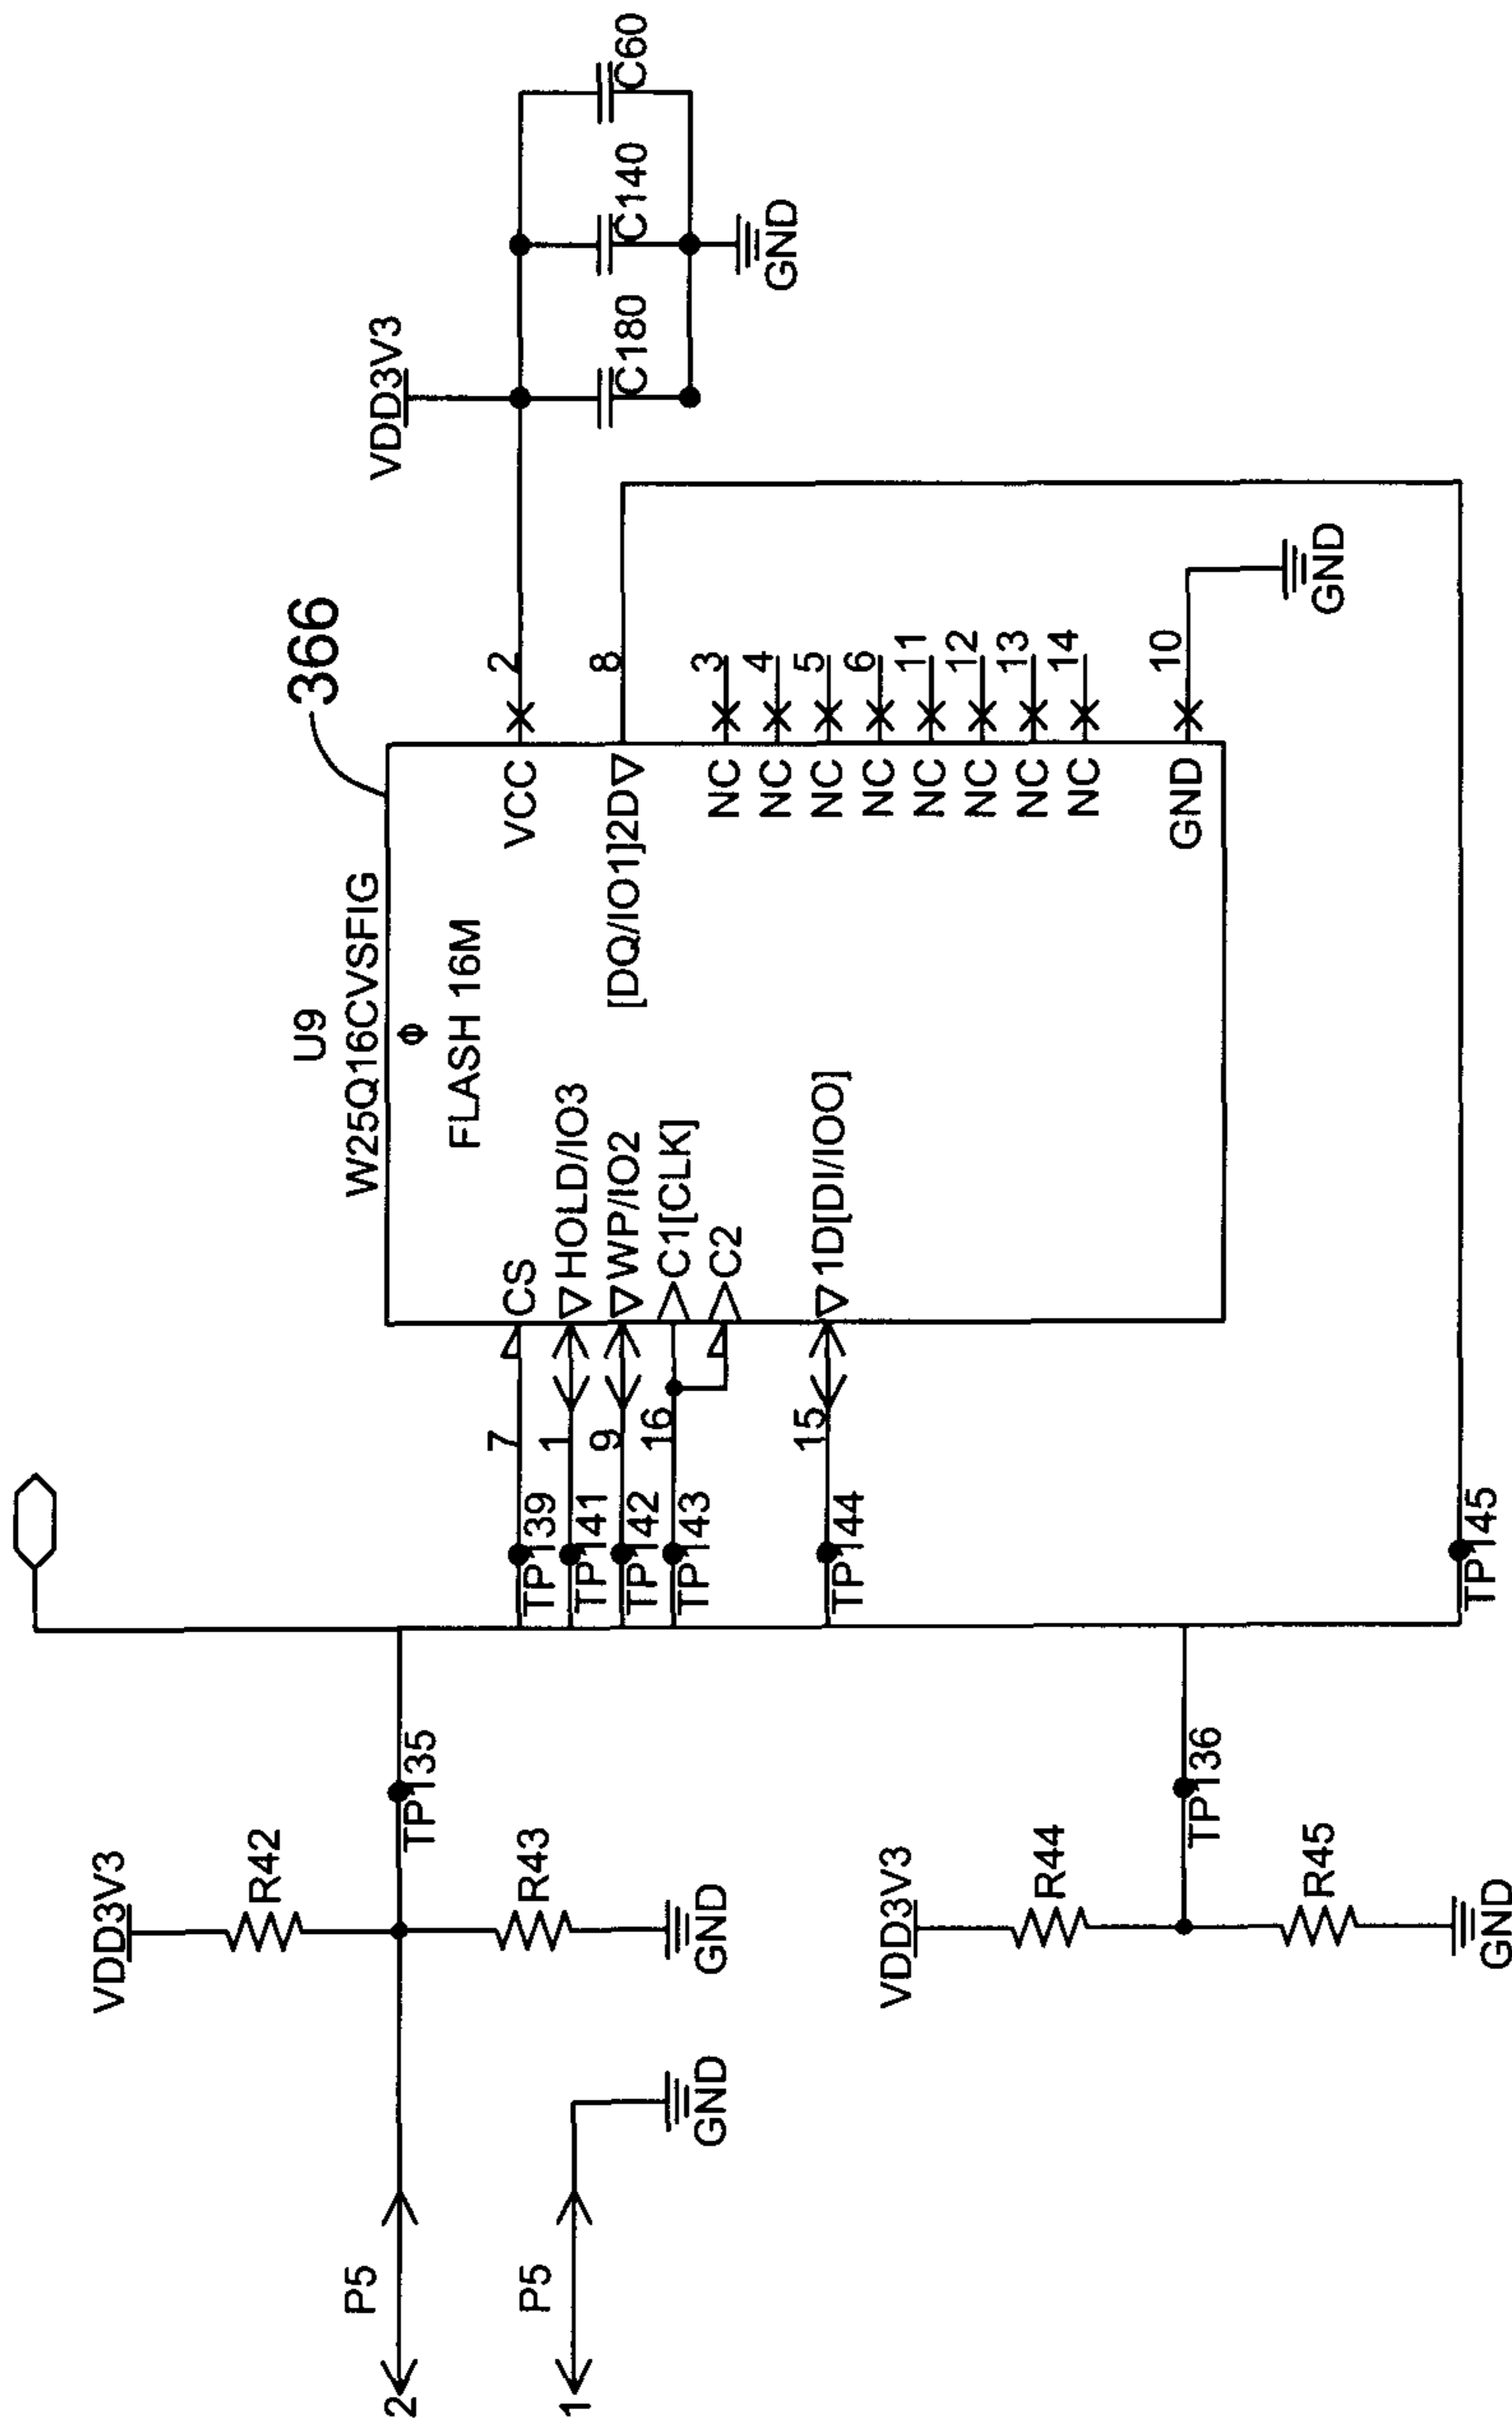 VDD3V3
R42
TP135
R43
GND
P5
2
P5
1
GND
VDD3V3
R44
TP136
R45
GND
366
U9
W25Q16CVSFIG
Φ
FLASH 16M
TP139
7
CS
TP141
1
HOLD/IO3
TP142
9
WP/IO2
TP143
16
C1[CLK]
C2
TP144
15
1D[DI/IOO]
TP145
VCC
2
[DQ/IO1]2D
8
NC
3
NC
4
NC
5
NC
6
NC
11
NC
12
NC
13
NC
14
GND
10
GND
VDD3V3
C180
C140
C60
GND